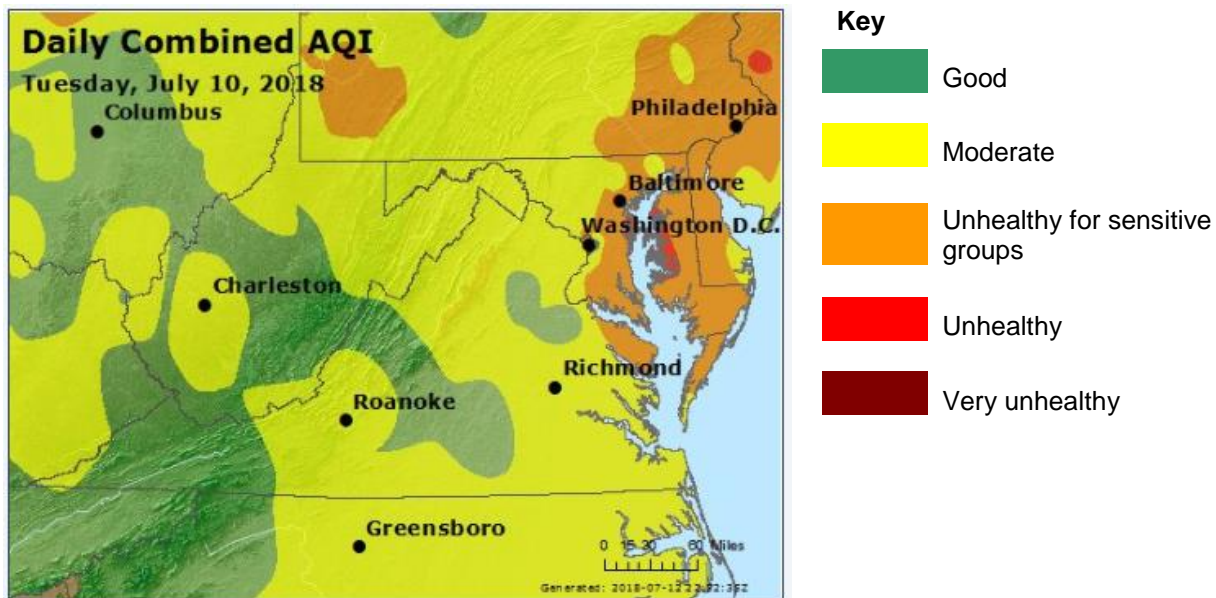 Daily Combined AQI
Tuesday, July 10, 2018
Columbus
Philadelphia
Baltimore
Washington D.C.
Charleston
Richmond
Roanoke
Greensboro
0 15 30 60 Miles
Generated:
Key
Good
Moderate
Unhealthy for sensitive
groups
Unhealthy
Very unhealthy